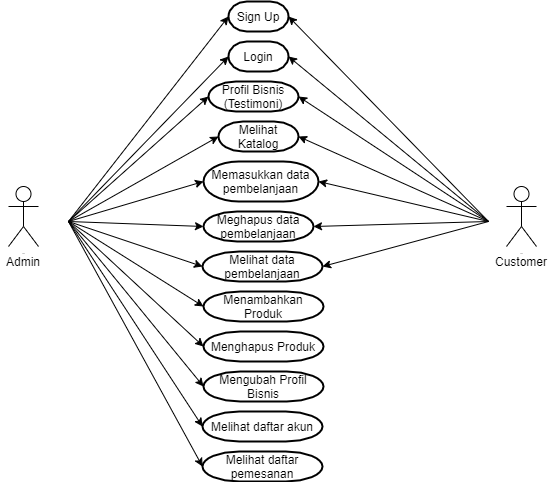 Sign Up
Login
Profil Bisnis
(Testimoni)
Melihat
Katalog
Memasukkan data
pembelanjaan
Meghapus data
pembelanjaan
Melihat data
pembelanjaan
Menambahkan
Produk
Menghapus Produk
Mengubah Profil
Bisnis
Melihat daftar akun
Melihat daftar
pemesanan
Admin
Customer